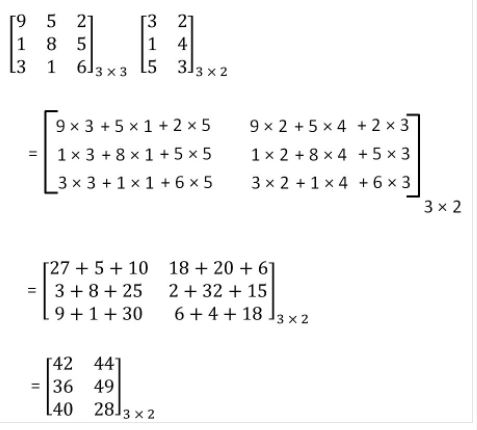 [9 5 2] [3 2]
[1 8 5] [1 4]
[3 1 6]3 × 3 [5 3]3 × 2
9 × 3 + 5 × 1 + 2 × 5 9 × 2 + 5 × 4 + 2 × 3
= 1 × 3 + 8 × 1 + 5 × 5 1 × 2 + 8 × 4 + 5 × 3
3 × 3 + 1 × 1 + 6 × 5 3 × 2 + 1 × 4 + 6 × 3
3 × 2
[27 + 5 + 10 18 + 20 + 6]
= [3 + 8 + 25 2 + 32 + 15]
[9 + 1 + 30 6 + 4 + 18]3 × 2
[42 44]
= [36 49]
[40 28]3 × 2